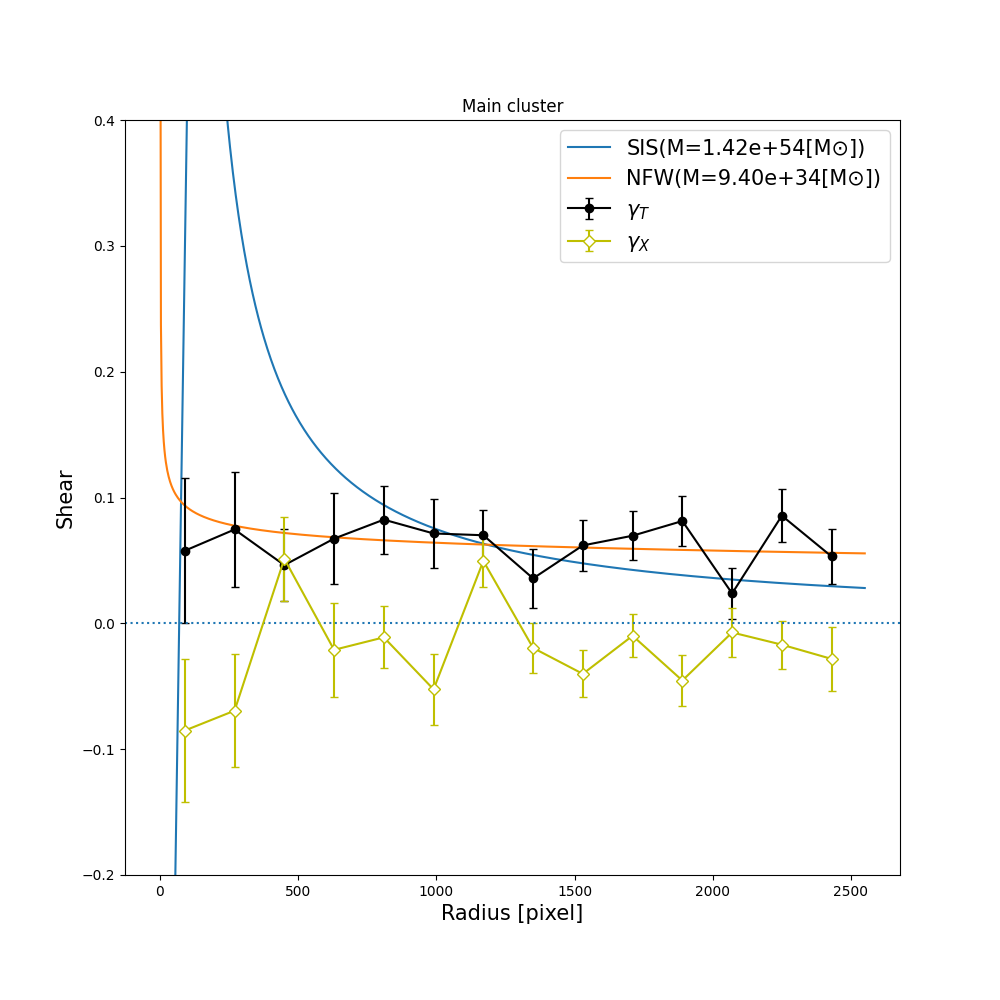 Main cluster
SIS(M=1.42e+54[M⊙])
NFW(M=9.40e+34[M⊙])
γT
γX
0.4
0.3
0.2
0.1
0.0
−0.1
−0.2
Shear
0 500 1000 1500 2000 2500
Radius [pixel]